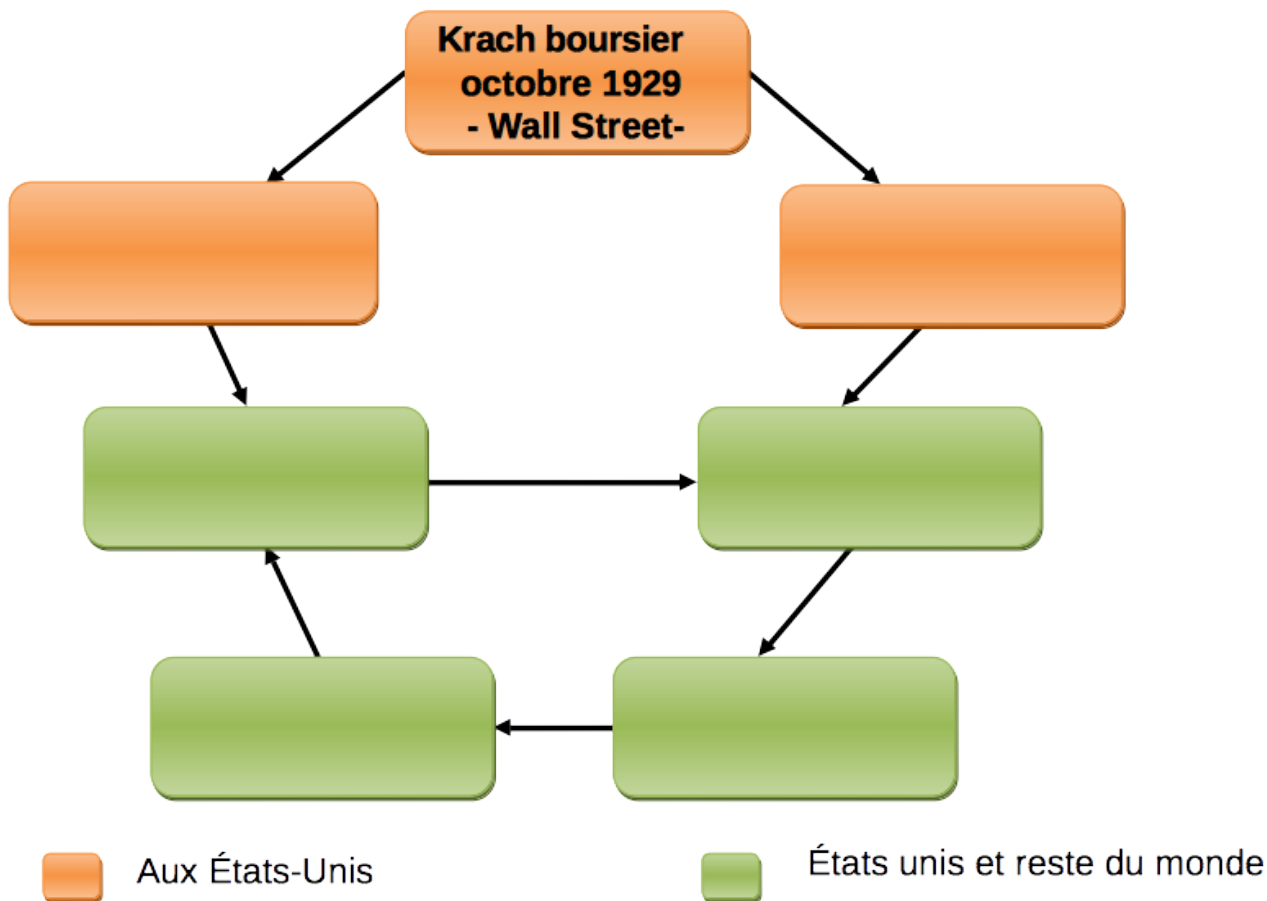 Krach boursier
octobre 1929
- Wall Street-
Aux États-Unis
États unis et reste du monde